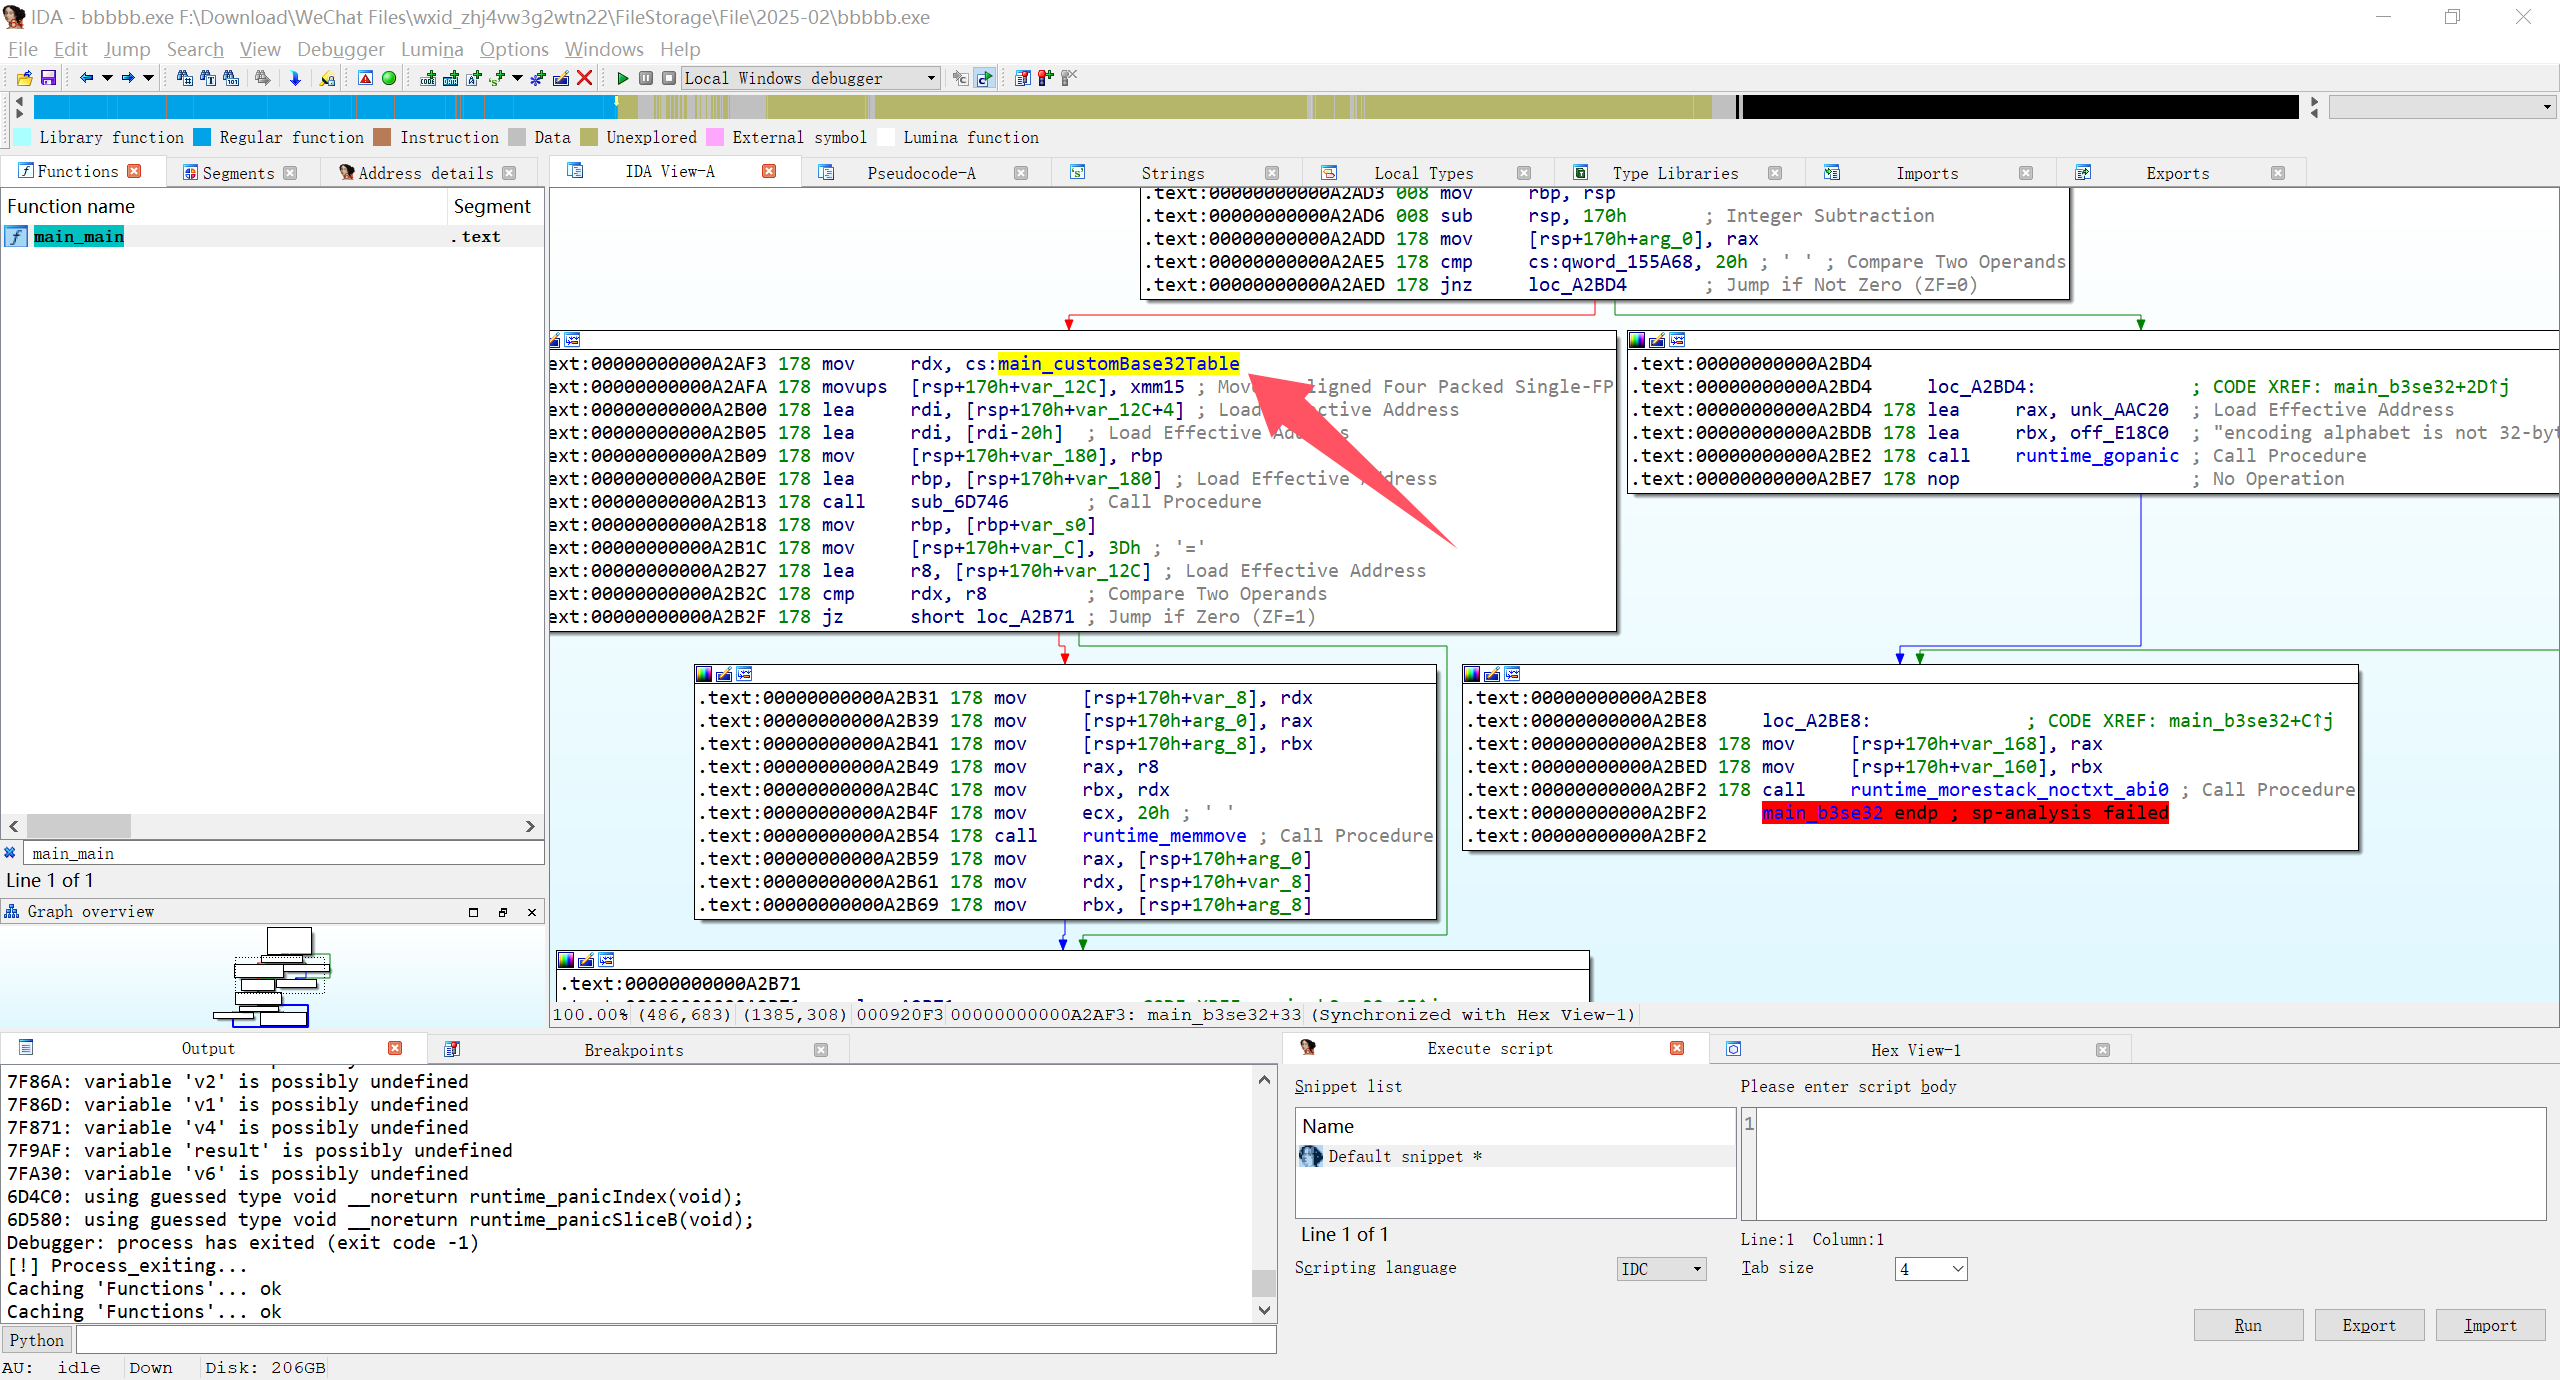 IDA - bbbbb.exe F:\Download\WeChat Files\wxid_zhj4vw3g2wtn22\FileStorage\File\2025-02\bbbbb.exe
File Edit Jump Search View Debugger Lumina Options Windows Help
Local Windows debugger
Library function Regular function Instruction Data Unexplored External symbol Lumina function
Functions Segments Address details
IDA View-A Pseudocode-A Strings Local Types Type Libraries Imports Exports
Function name Segment
main_main .text
main_main
Line 1 of 1
Graph overview
.text:00000000000A2AD3 008 mov rbp, rsp
.text:00000000000A2AD6 008 sub rsp, 170h ; Integer Subtraction
.text:00000000000A2ADD 178 mov [rsp+170h+arg_0], rax
.text:00000000000A2AE5 178 cmp cs:qword_155A68, 20h ; ' ' ; Compare Two Operands
.text:00000000000A2AED 178 jnz loc_A2BD4 ; Jump if Not Zero (ZF=0)
ext:00000000000A2AF3 178 mov rdx, cs:main_customBase32Table
ext:00000000000A2AFA 178 movups [rsp+170h+var_12C], xmm15 ; Move aligned Four Packed Single-FP
ext:00000000000A2B00 178 lea rdi, [rsp+170h+var_12C+4] ; Load Effective Address
ext:00000000000A2B05 178 lea rdi, [rdi-20h] ; Load Effective Address
ext:00000000000A2B09 178 mov [rsp+170h+var_180], rbp
ext:00000000000A2B0E 178 lea rbp, [rsp+170h+var_180] ; Load Effective Address
ext:00000000000A2B13 178 call sub_6D746 ; Call Procedure
ext:00000000000A2B18 178 mov rbp, [rbp+var_s0]
ext:00000000000A2B1C 178 mov [rsp+170h+var_C], 3Dh ; '='
ext:00000000000A2B27 178 lea r8, [rsp+170h+var_12C] ; Load Effective Address
ext:00000000000A2B2C 178 cmp rdx, r8 ; Compare Two Operands
ext:00000000000A2B2F 178 jz short loc_A2B71 ; Jump if Zero (ZF=1)
.text:00000000000A2BD4
.text:00000000000A2BD4 loc_A2BD4: ; CODE XREF: main_b3se32+2D↑j
.text:00000000000A2BD4 178 lea rax, unk_AAC20 ; Load Effective Address
.text:00000000000A2BDB 178 lea rbx, off_E18C0 ; "encoding alphabet is not 32-byt
.text:00000000000A2BE2 178 call runtime_gopanic ; Call Procedure
.text:00000000000A2BE7 178 nop ; No Operation
.text:00000000000A2B31 178 mov [rsp+170h+var_8], rdx
.text:00000000000A2B39 178 mov [rsp+170h+arg_0], rax
.text:00000000000A2B41 178 mov [rsp+170h+arg_8], rbx
.text:00000000000A2B49 178 mov rax, r8
.text:00000000000A2B4C 178 mov rbx, rdx
.text:00000000000A2B4F 178 mov ecx, 20h ; ' '
.text:00000000000A2B54 178 call runtime_memmove ; Call Procedure
.text:00000000000A2B59 178 mov rax, [rsp+170h+arg_0]
.text:00000000000A2B61 178 mov rdx, [rsp+170h+var_8]
.text:00000000000A2B69 178 mov rbx, [rsp+170h+arg_8]
.text:00000000000A2BE8
.text:00000000000A2BE8 loc_A2BE8: ; CODE XREF: main_b3se32+C↑j
.text:00000000000A2BE8 178 mov [rsp+170h+var_168], rax
.text:00000000000A2BED 178 mov [rsp+170h+var_160], rbx
.text:00000000000A2BF2 178 call runtime_morestack_noctxt_abi0 ; Call Procedure
.text:00000000000A2BF2 main_b3se32 endp ; sp-analysis failed
.text:00000000000A2BF2
.text:00000000000A2B71
100.00% (486,683) (1385,308) 000920F3 00000000000A2AF3: main_b3se32+33 (Synchronized with Hex View-1)
Output Breakpoints
7F86A: variable 'v2' is possibly undefined
7F86D: variable 'v1' is possibly undefined
7F871: variable 'v4' is possibly undefined
7F9AF: variable 'result' is possibly undefined
7FA30: variable 'v6' is possibly undefined
6D4C0: using guessed type void __noreturn runtime_panicIndex(void);
6D580: using guessed type void __noreturn runtime_panicSliceB(void);
Debugger: process has exited (exit code -1)
[!] Process_exiting...
Caching 'Functions'... ok
Caching 'Functions'... ok
Python
Execute script Hex View-1
Snippet list Please enter script body
Name
1
Default snippet *
Line 1 of 1
Line:1 Column:1
Scripting language IDC Tab size 4
Run Export Import
AU: idle Down Disk: 206GB